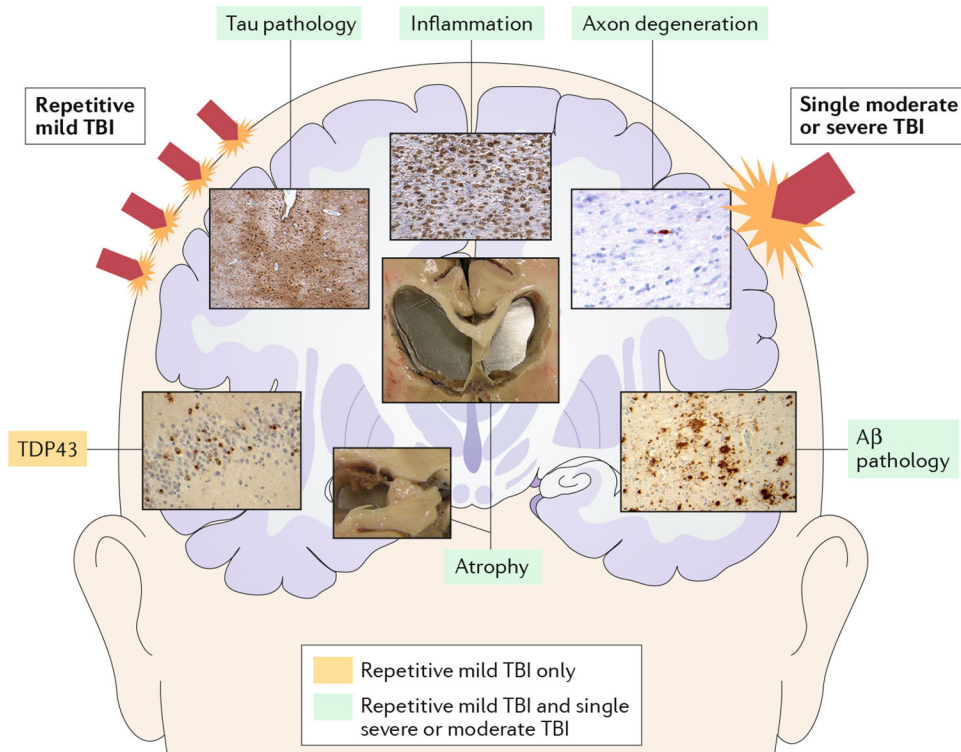 Tau pathology
Inflammation
Axon degeneration
Repetitive
mild TBI
Single moderate
or severe TBI
TDP43
Aβ
pathology
Atrophy
Repetitive mild TBI only
Repetitive mild TBI and single
severe or moderate TBI